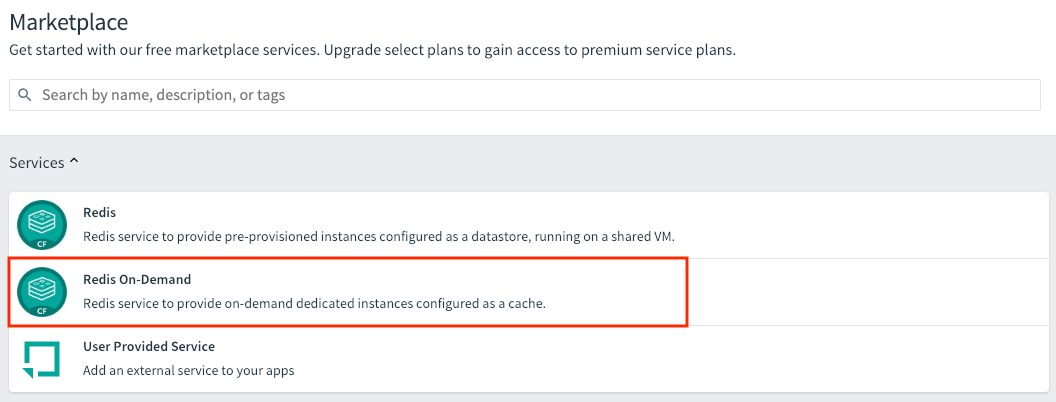 Marketplace
Get started with our free marketplace services. Upgrade select plans to gain access to premium service plans.
Search by name, description, or tags
Services
Redis
Redis service to provide pre-provisioned instances configured as a datastore, running on a shared VM.
CF
Redis On-Demand
Redis service to provide on-demand dedicated instances configured as a cache.
CF
User Provided Service
Add an external service to your apps